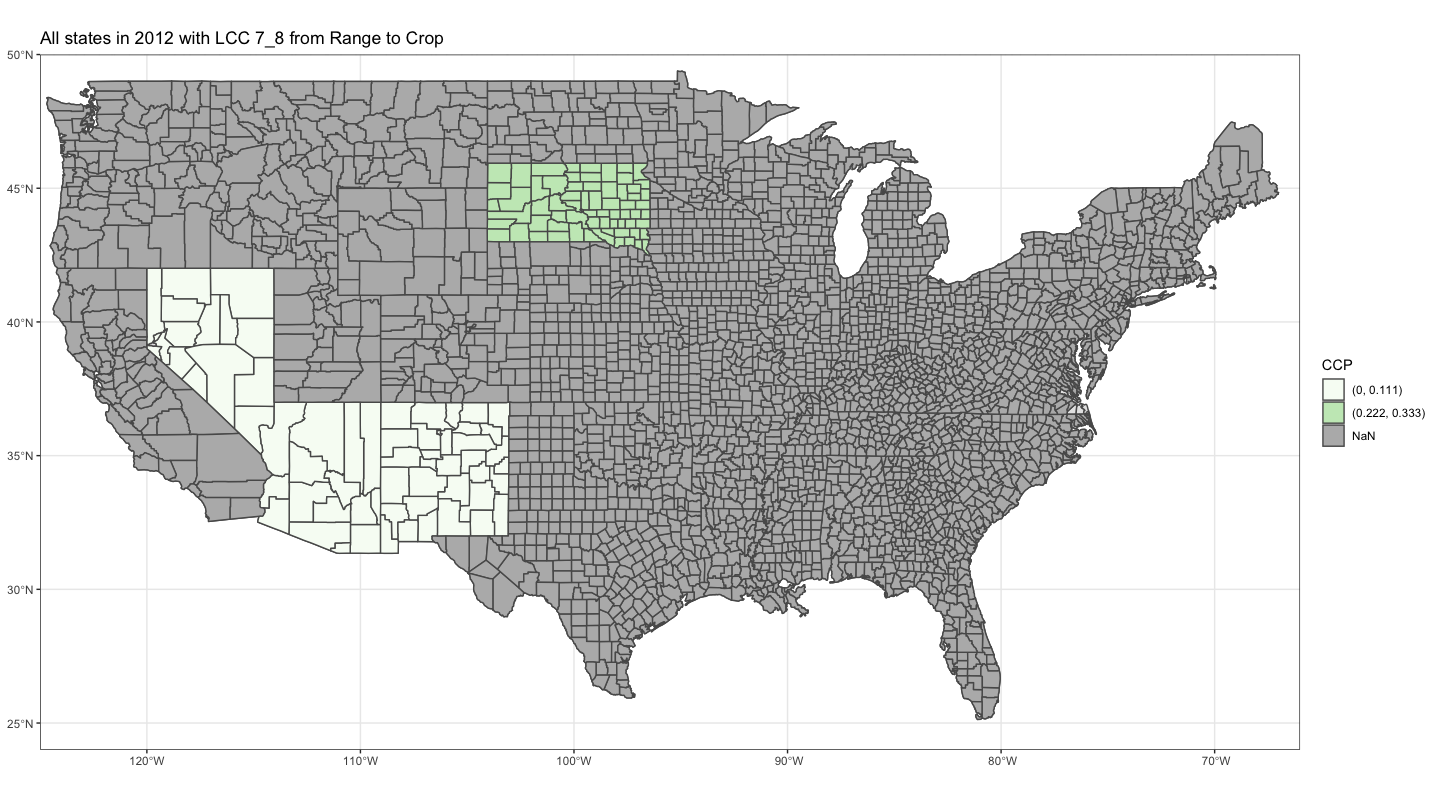 All states in 2012 with LCC 7_8 from Range to Crop
50°N
45°N
40°N
35°N
30°N
25°N
120°W
110°W
100°W
90°W
80°W
70°W
CCP
(0, 0.111)
(0.222, 0.333)
NaN